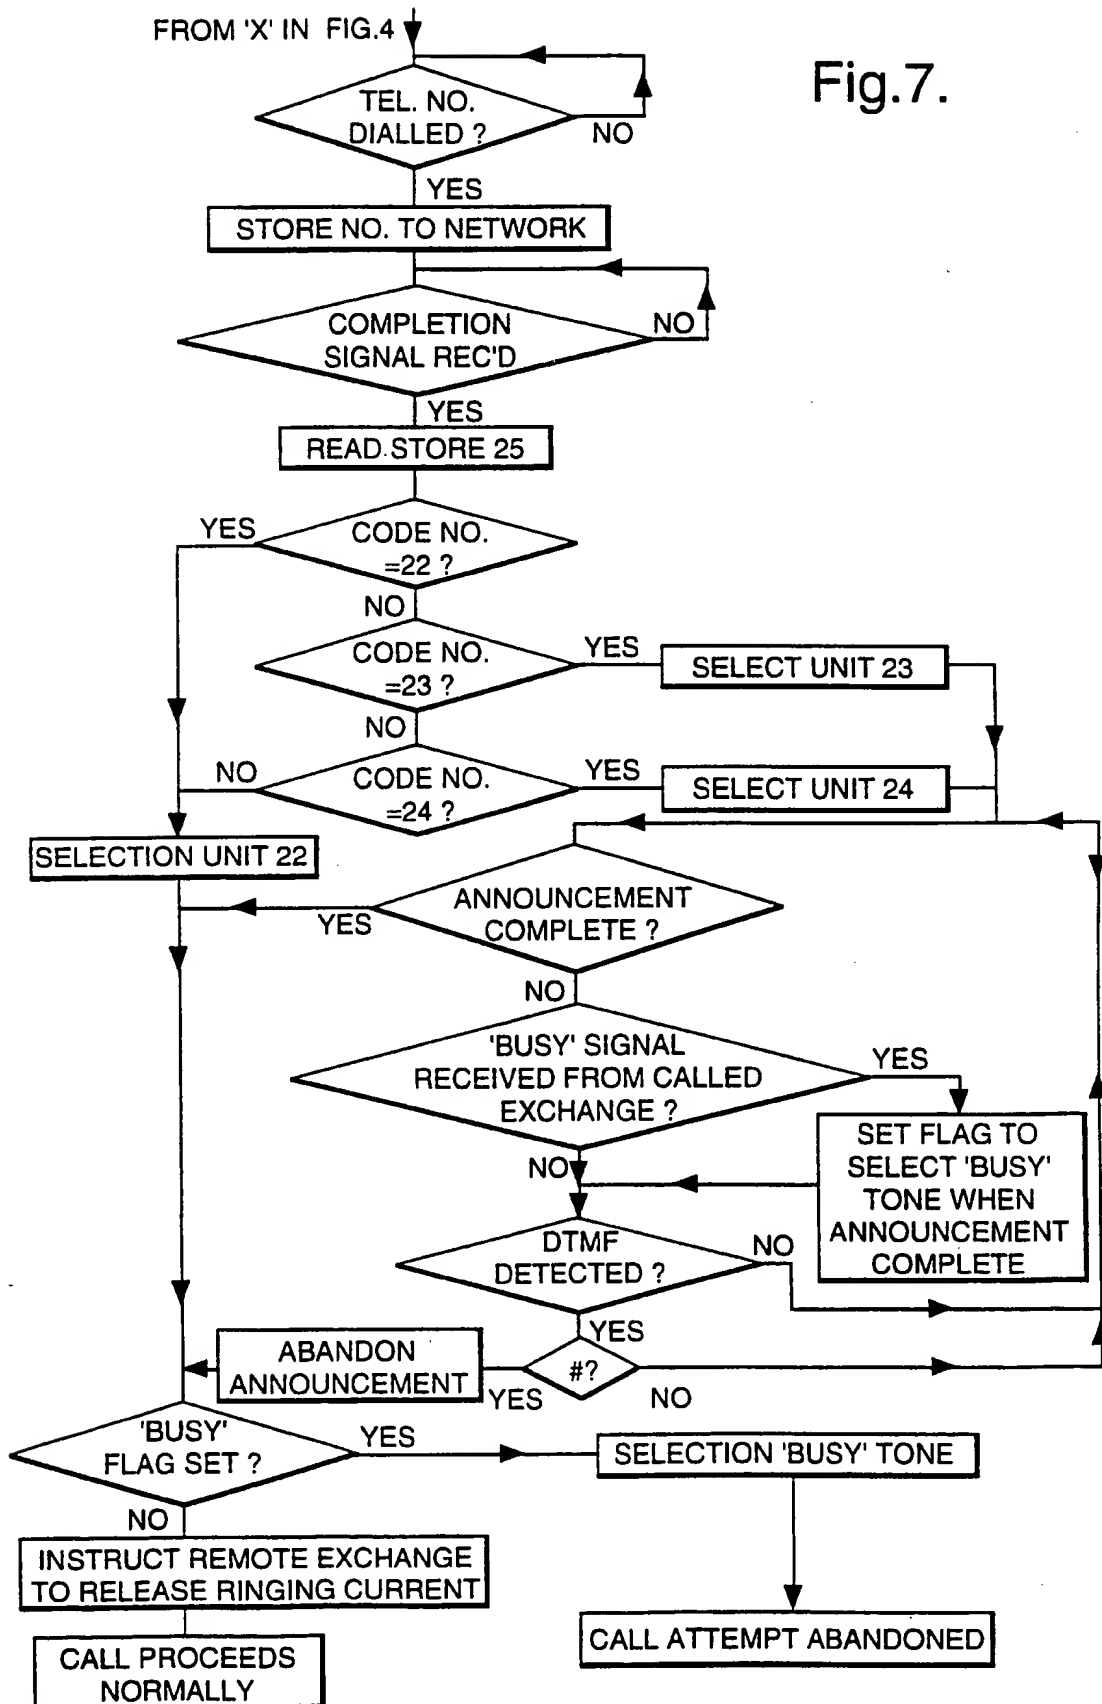 FROM 'X' IN FIG.4
Fig.7.
TEL. NO.
DIALLED ?
NO
YES
STORE NO. TO NETWORK
COMPLETION
SIGNAL REC'D
NO
YES
READ STORE 25
YES
CODE NO.
=22 ?
NO
CODE NO.
=23 ?
YES
SELECT UNIT 23
NO
NO
CODE NO.
=24 ?
YES
SELECT UNIT 24
SELECTION UNIT 22
YES
ANNOUNCEMENT
COMPLETE ?
NO
'BUSY' SIGNAL
RECEIVED FROM CALLED
EXCHANGE ?
YES
SET FLAG TO
SELECT 'BUSY'
TONE WHEN
ANNOUNCEMENT
COMPLETE
NO
DTMF
DETECTED ?
NO
YES
ABANDON
ANNOUNCEMENT
YES
#?
NO
'BUSY'
FLAG SET ?
YES
SELECTION 'BUSY' TONE
NO
INSTRUCT REMOTE EXCHANGE
TO RELEASE RINGING CURRENT
CALL ATTEMPT ABANDONED
CALL PROCEEDS
NORMALLY